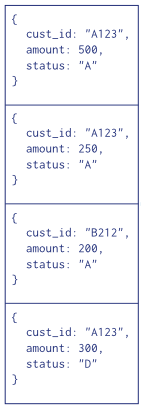 {
cust_id: "A123",
amount: 500,
status: "A"
}
{
cust_id: "A123",
amount: 250,
status: "A"
}
{
cust_id: "B212",
amount: 200,
status: "A"
}
{
cust_id: "A123",
amount: 300,
status: "D"
}